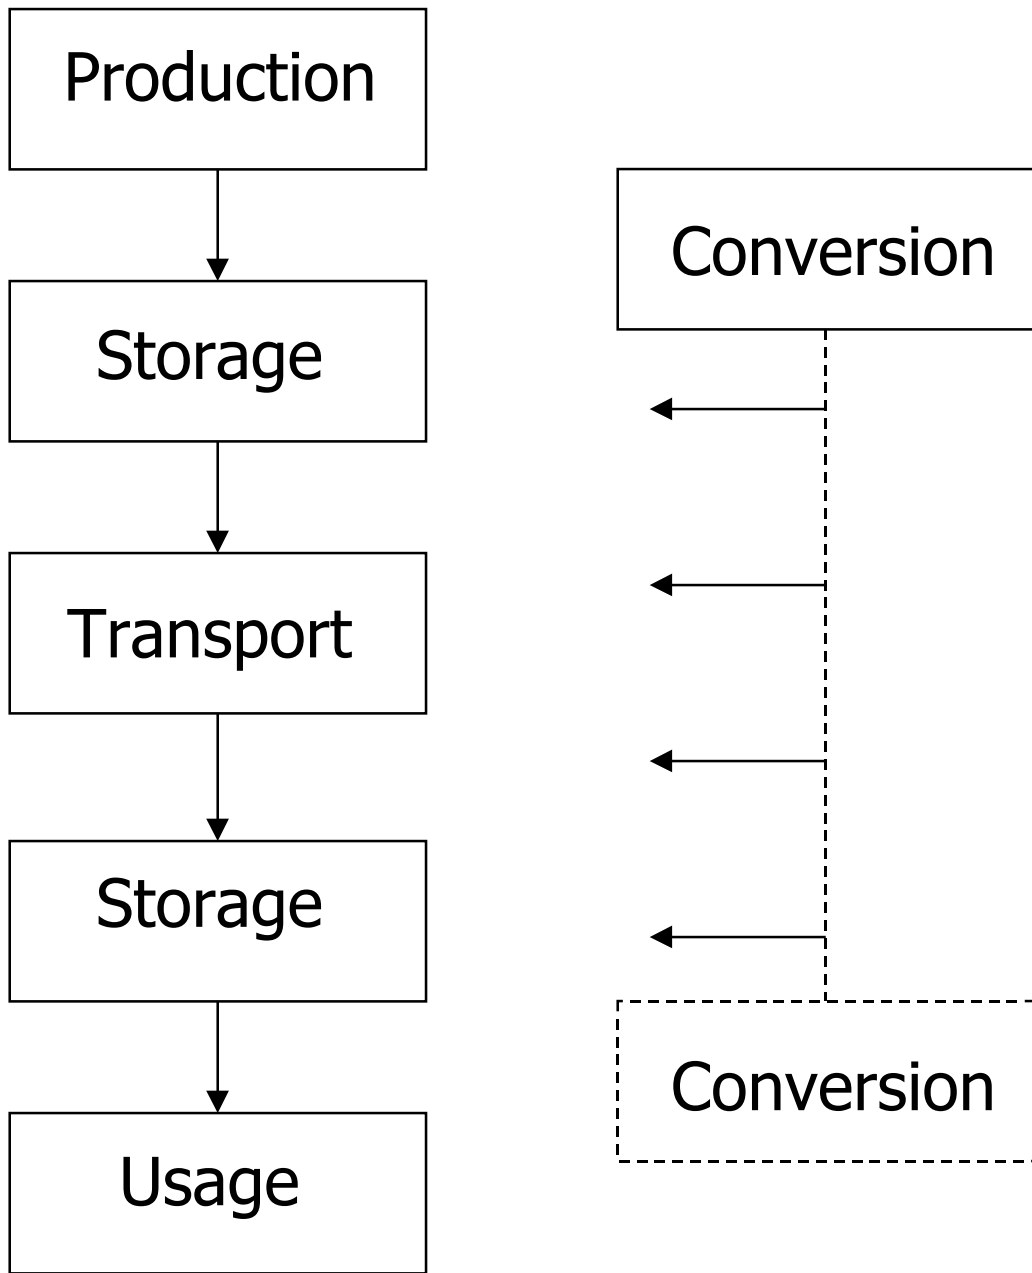 Production
Storage
Transport
Storage
Usage
Conversion
Conversion